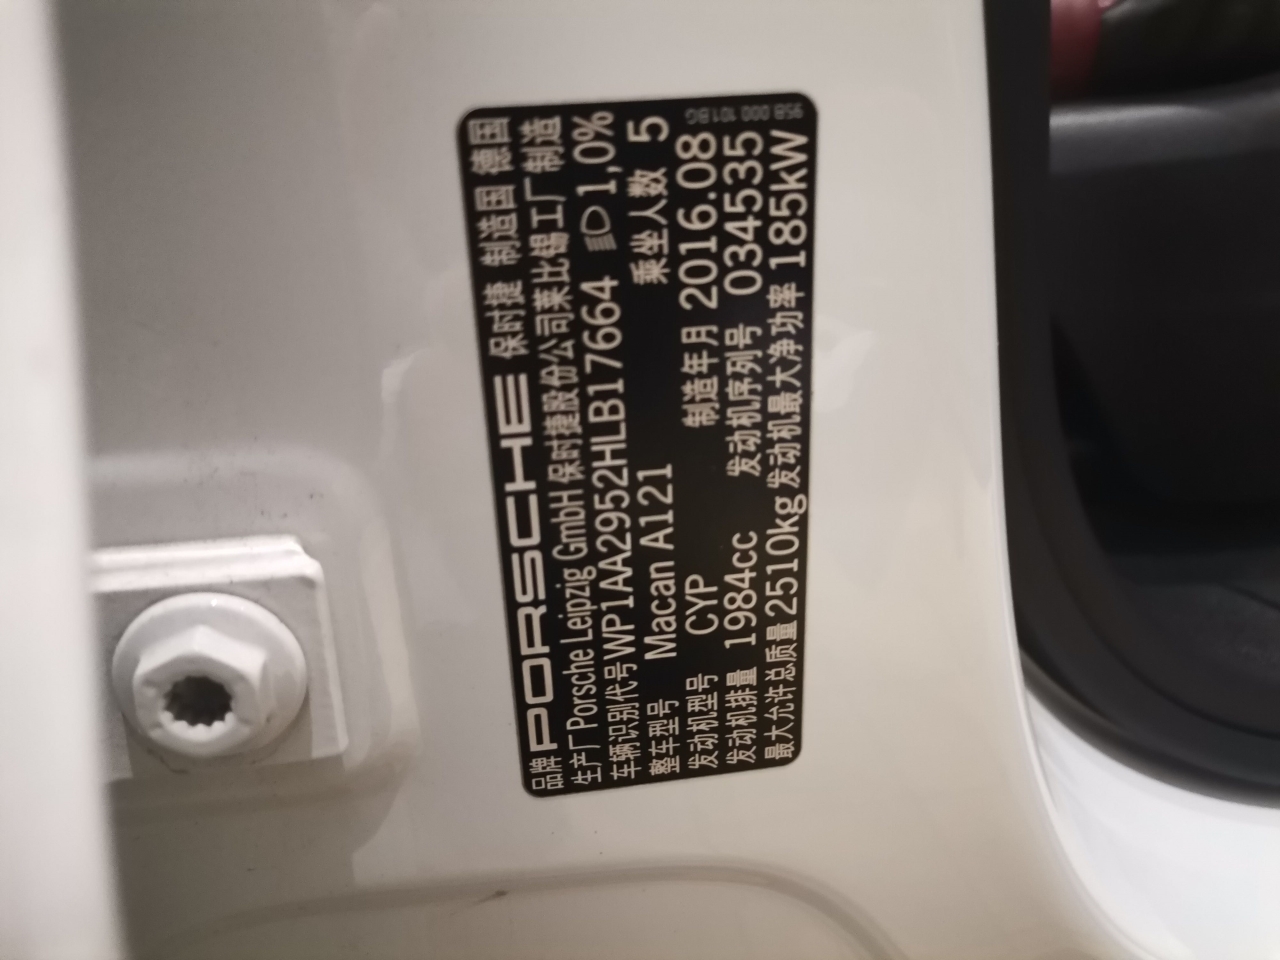 品牌 PORSCHE 保时捷 制造国 德国
生产厂 Porsche Leipzig GmbH 保时捷股份公司莱比锡工厂制造
车辆识别代号 WP1AA2952HLB17664 1,0%
整车型号 Macan A121 乘坐人数 5
发动机型号 CYP 制造年月 2016.08
发动机排量 1984cc 发动机序列号 034535
最大允许总质量 2510kg 发动机最大净功率 185kW
95B 000 101 BG